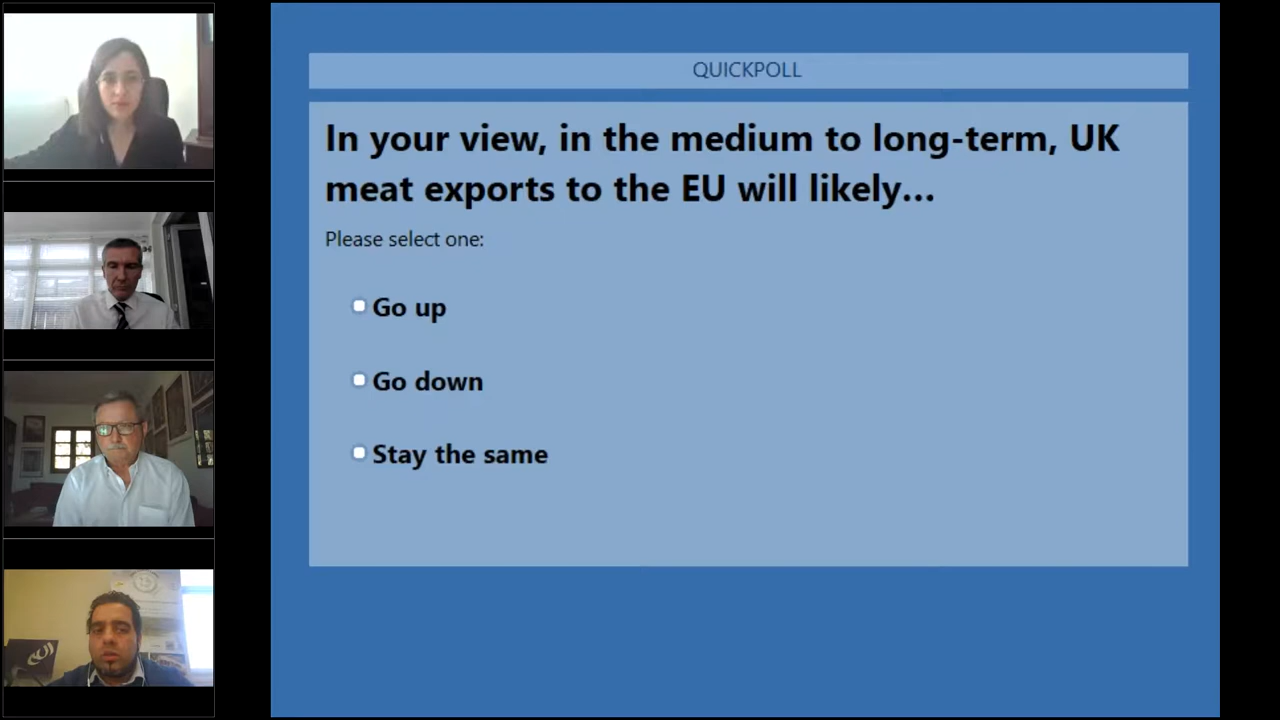 QUICKPOLL
In your view, in the medium to long-term, UK
meat exports to the EU will likely...
Please select one:
Go up
Go down
Stay the same